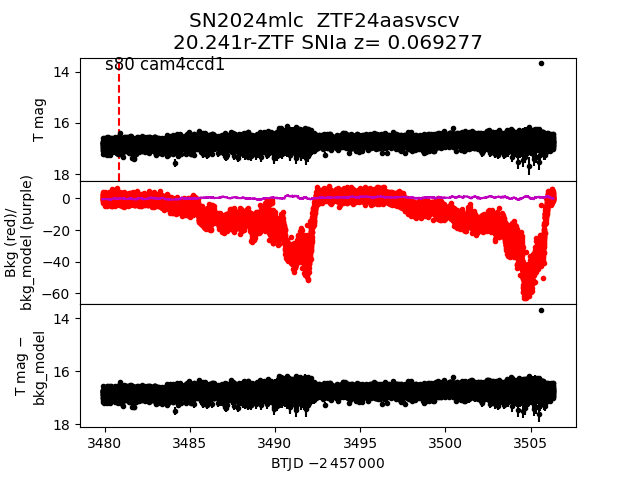 SN2024mlc ZTF24aasvscv
20.241r-ZTF SNIa z= 0.069277
s80 cam4ccd1
T mag
14
16
18
Bkg (red)/
bkg_model (purple)
0
−20
−40
−60
T mag −
bkg_model
14
16
18
3480 3485 3490 3495 3500 3505
BTJD −2 457 000